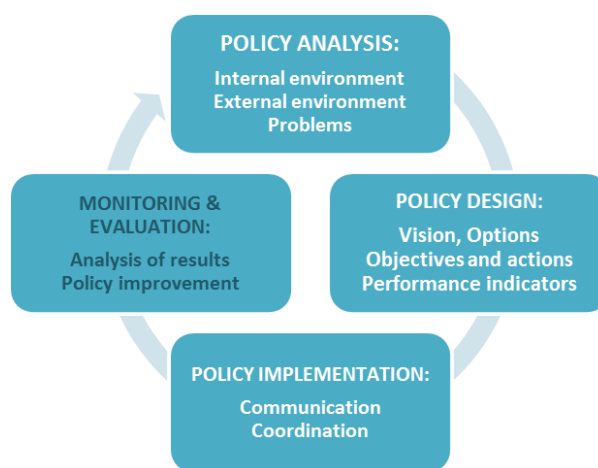 POLICY ANALYSIS:
Internal environment
External environment
Problems
POLICY DESIGN:
Vision, Options
Objectives and actions
Performance indicators
POLICY IMPLEMENTATION:
Communication
Coordination
MONITORING &
EVALUATION:
Analysis of results
Policy improvement